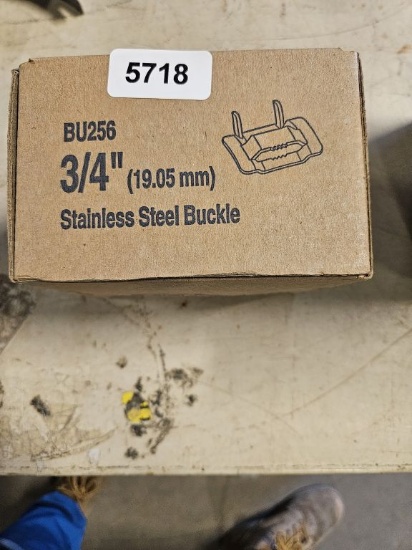 5718
BU256
3/4" (19.05 mm)
Stainless Steel Buckle